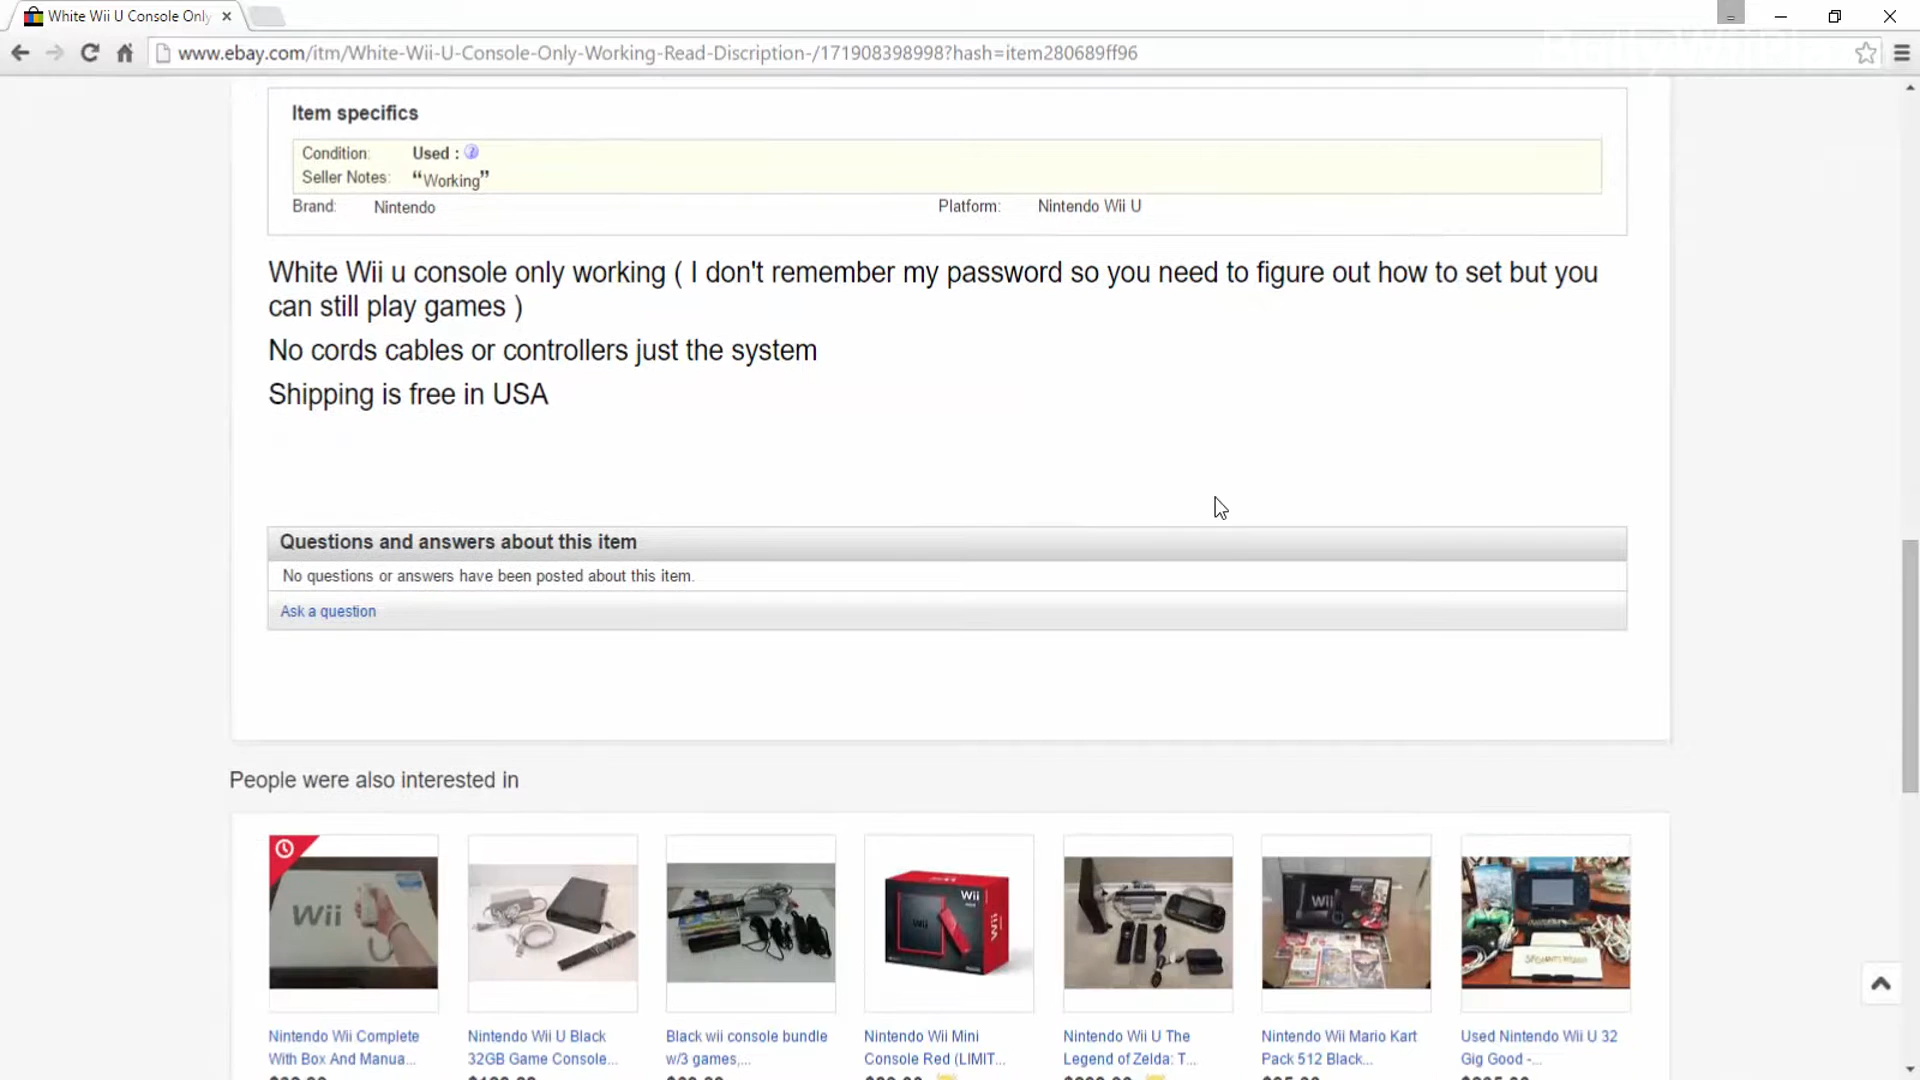 White Wii U Console Only
www.ebay.com/itm/White-Wii-U-Console-Only-Working-Read-Discription-/171908398998?hash=item280689ff96
Item specifics
Condition: Used :
Seller Notes: “Working”
Brand: Nintendo Platform: Nintendo Wii U
White Wii u console only working ( I don't remember my password so you need to figure out how to set but you
can still play games )
No cords cables or controllers just the system
Shipping is free in USA
Questions and answers about this item
No questions or answers have been posted about this item.
Ask a question
People were also interested in
Wii
Wii
Wii
Wii
Nintendo Wii Complete
With Box And Manua...
Nintendo Wii U Black
32GB Game Console...
Black wii console bundle
w/3 games,...
Nintendo Wii Mini
Console Red (LIMIT...
Nintendo Wii U The
Legend of Zelda: T...
Nintendo Wii Mario Kart
Pack 512 Black...
Used Nintendo Wii U 32
Gig Good -...